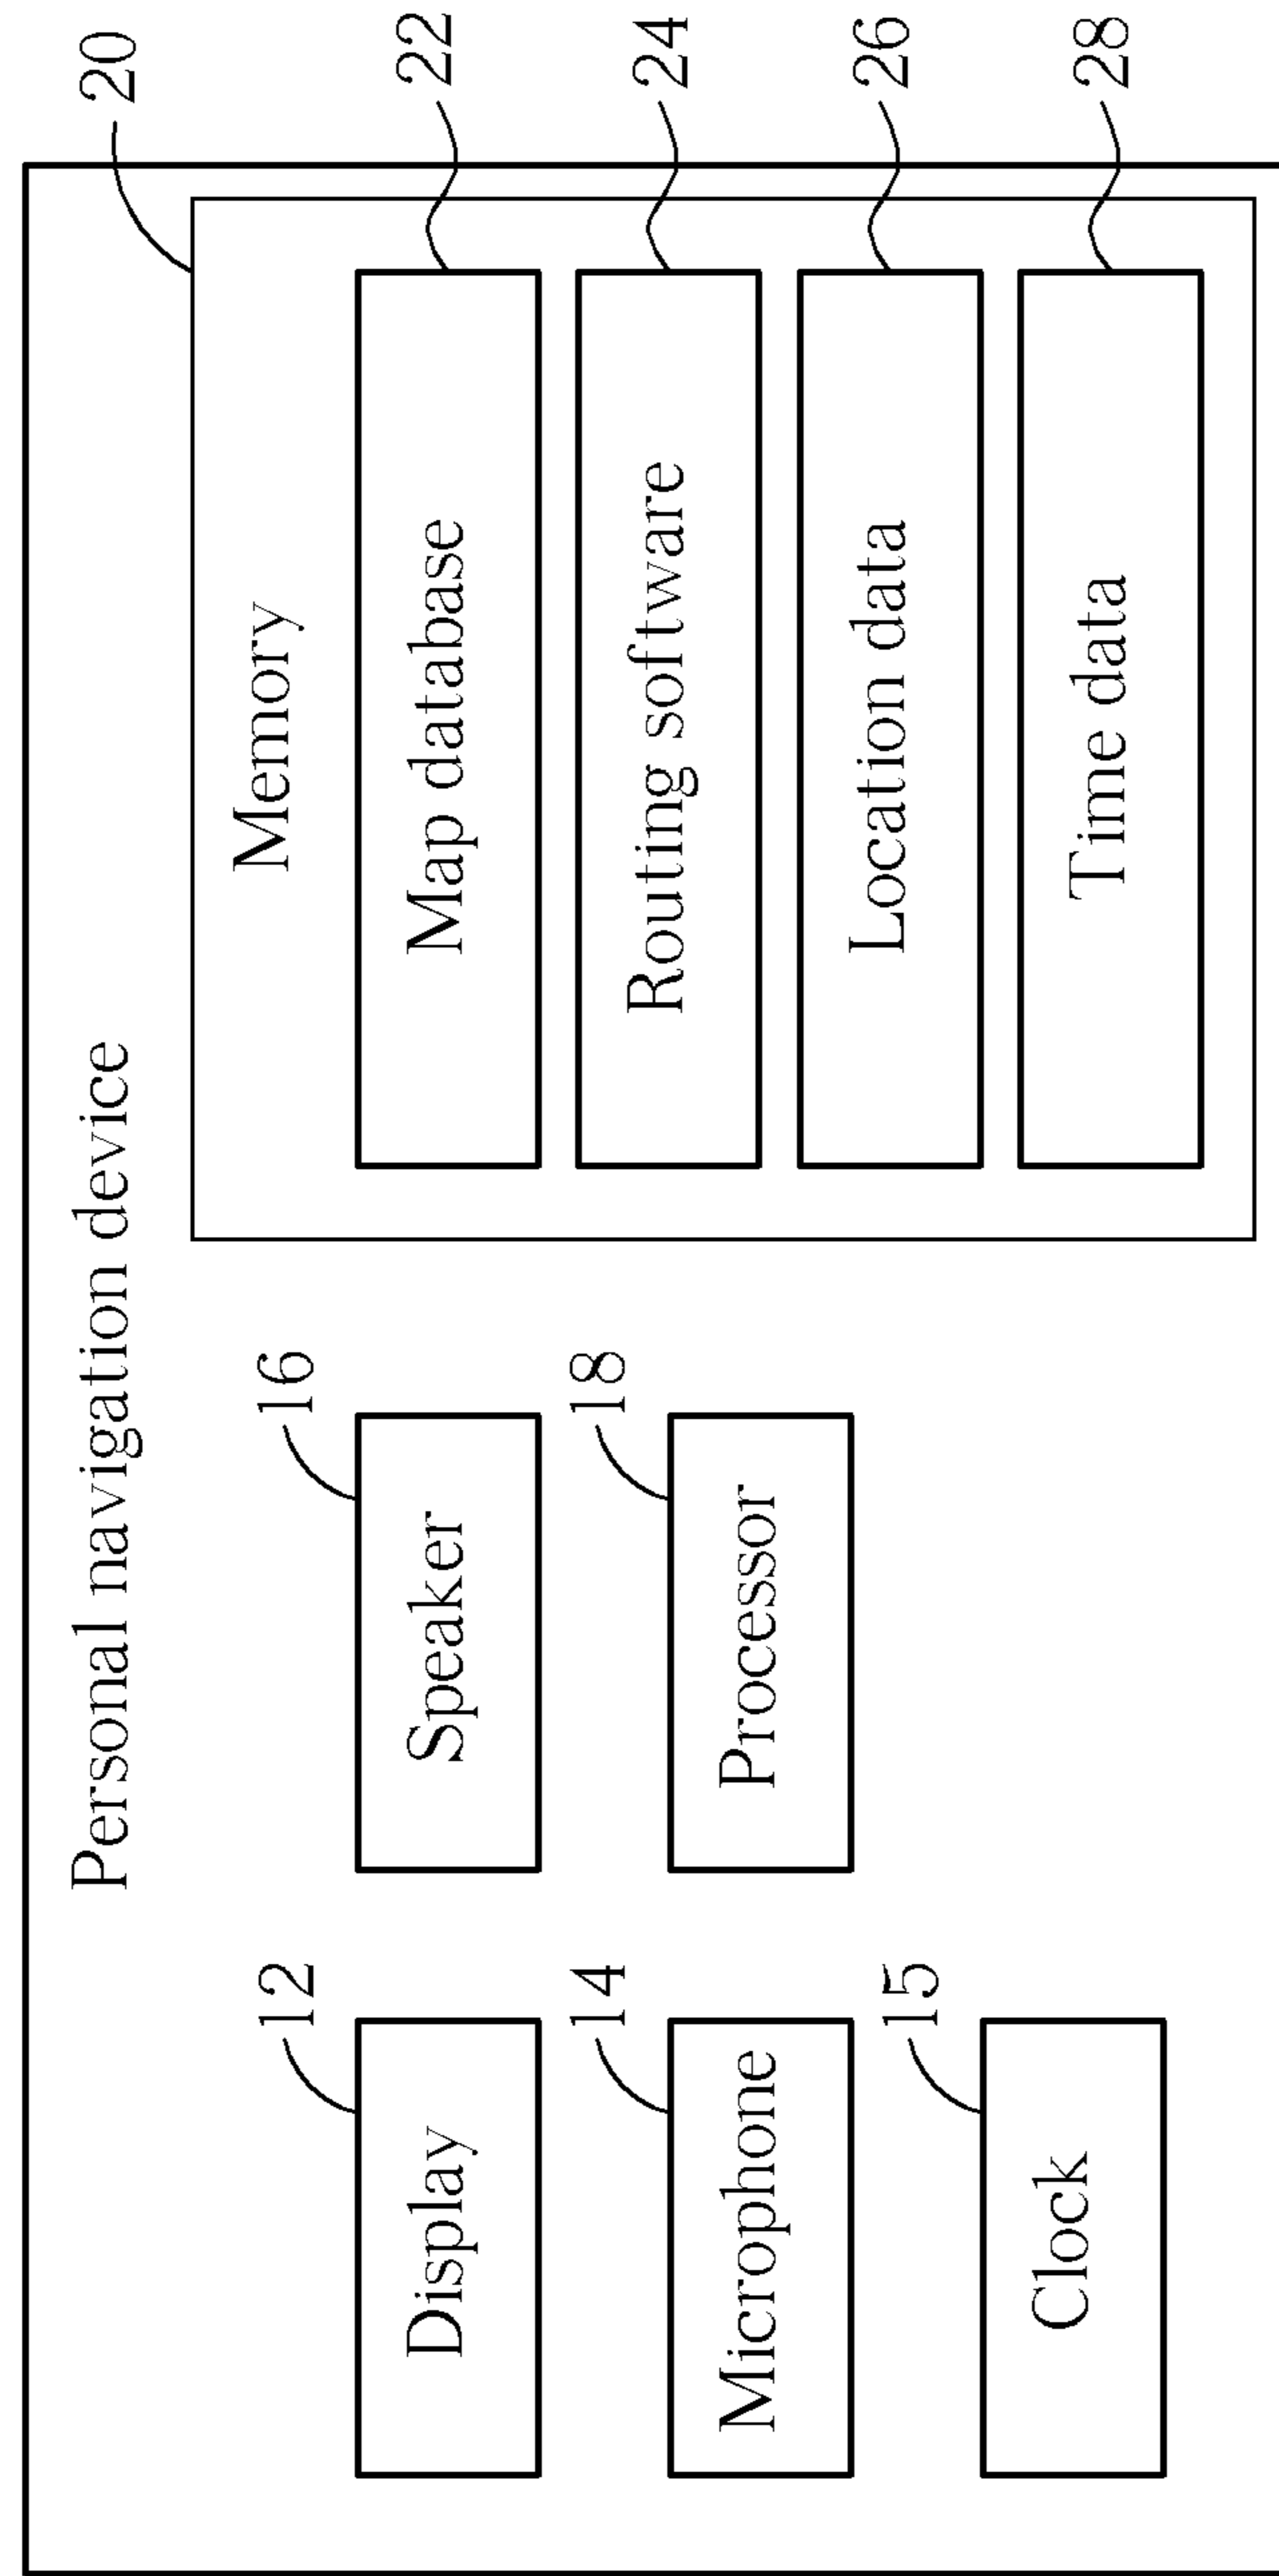 Personal navigation device
20
Memory
12
Display
16
Speaker
Map database
22
14
Microphone
18
Processor
Routing software
24
Location data
26
15
Clock
Time data
28